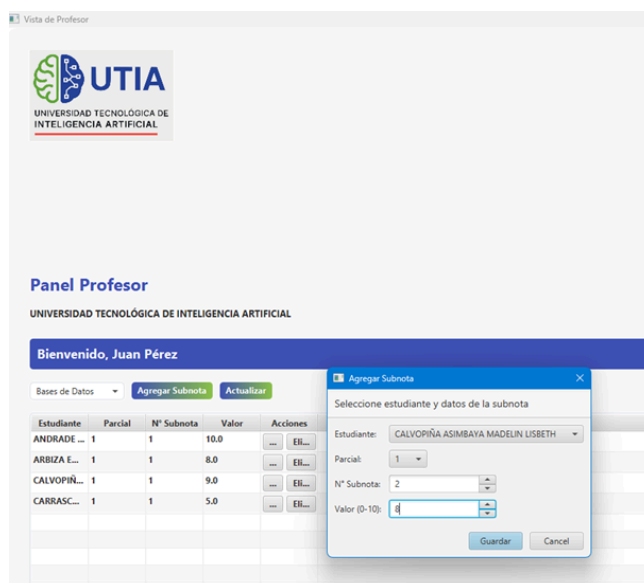 Vista de Profesor
UTIA
UNIVERSIDAD TECNOLÓGICA DE
INTELIGENCIA ARTIFICIAL
Panel Profesor
UNIVERSIDAD TECNOLÓGICA DE INTELIGENCIA ARTIFICIAL
Bienvenido, Juan Pérez
Bases de Datos Agregar Subnota Actualizar
Estudiante Parcial N° Subnota Valor Acciones
ANDRADE ... 1 1 10.0 ... Eli...
ARBIZA E... 1 1 8.0 ... Eli...
CALVOPIÑ... 1 1 9.0 ... Eli...
CARRASC... 1 1 5.0 ... Eli...
Agregar Subnota
Seleccione estudiante y datos de la subnota
Estudiante: CALVOPIÑA ASIMBAYA MADELIN LISBETH
Parcial: 1
N° Subnota: 2
Valor (0-10): 8
Guardar Cancel